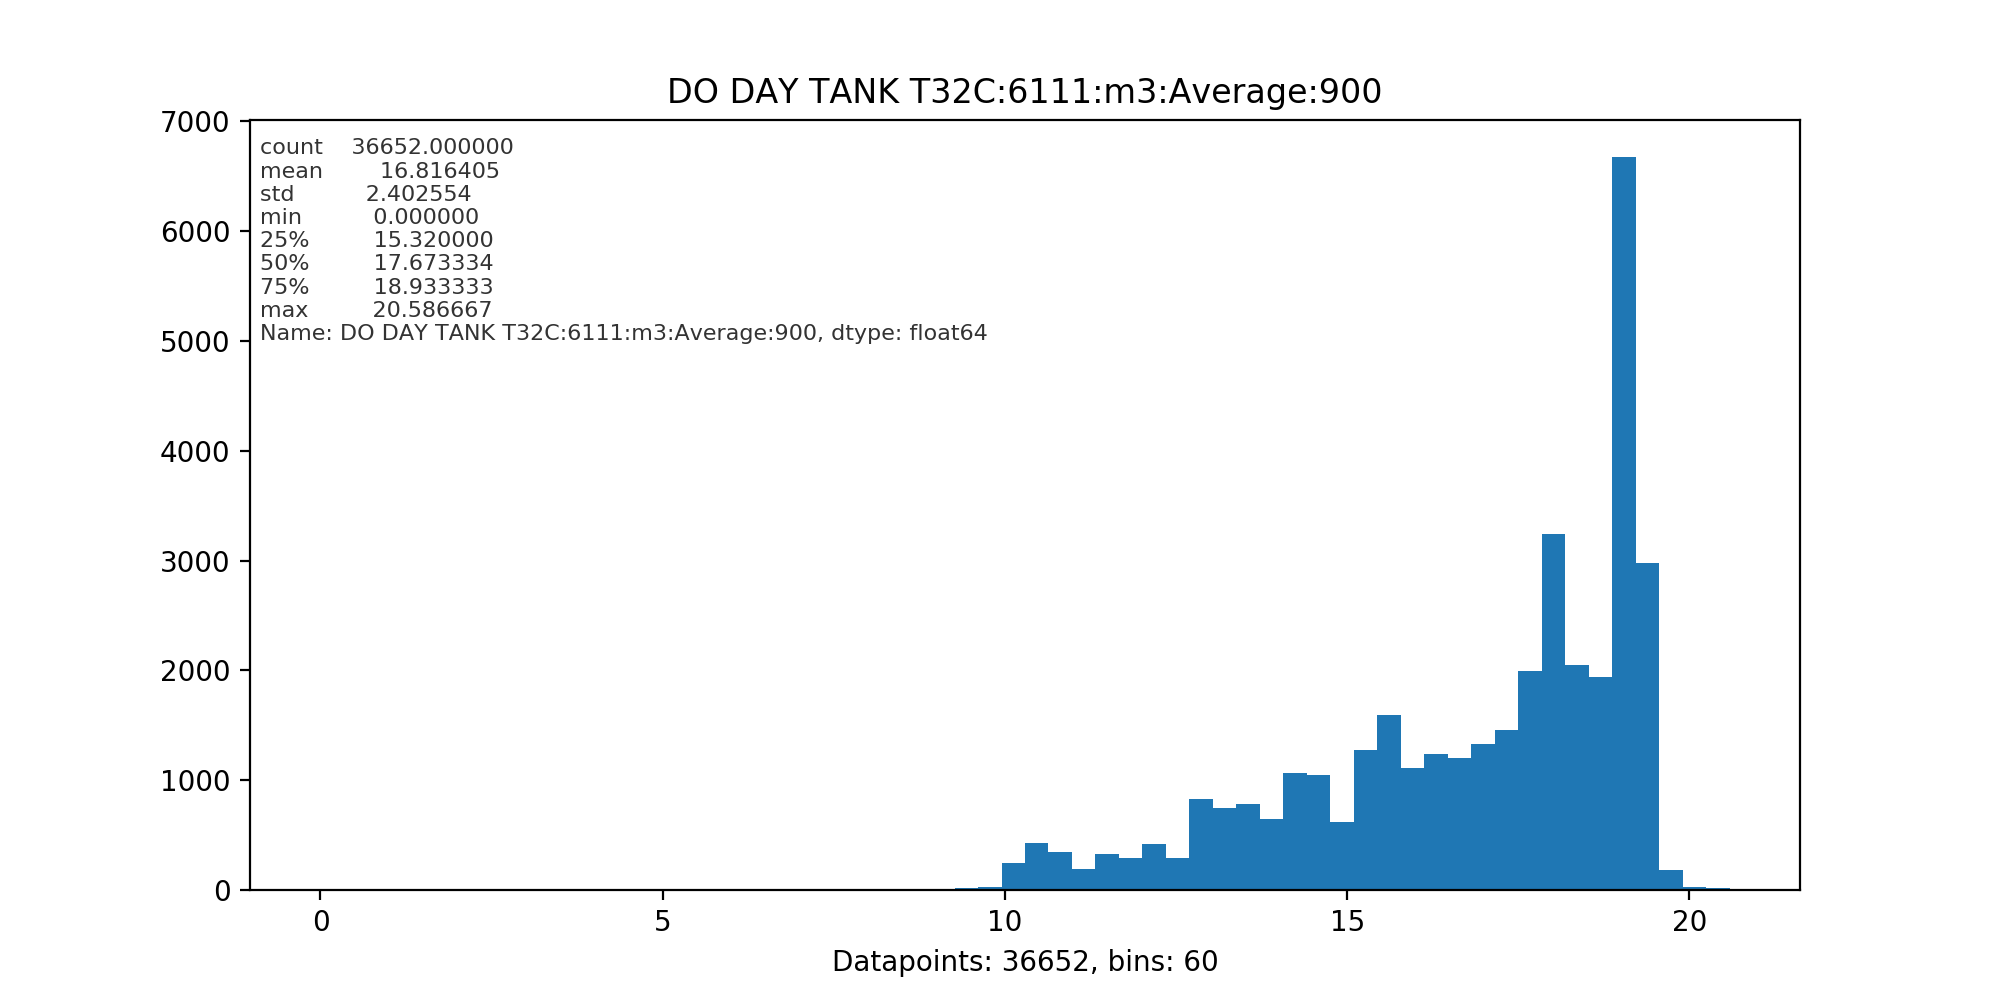 DO DAY TANK T32C:6111:m3:Average:900
7000
6000
5000
4000
3000
2000
1000
0
count 36652.000000
mean 16.816405
std 2.402554
min 0.000000
25% 15.320000
50% 17.673334
75% 18.933333
max 20.586667
Name: DO DAY TANK T32C:6111:m3:Average:900, dtype: float64
0 5 10 15 20
Datapoints: 36652, bins: 60